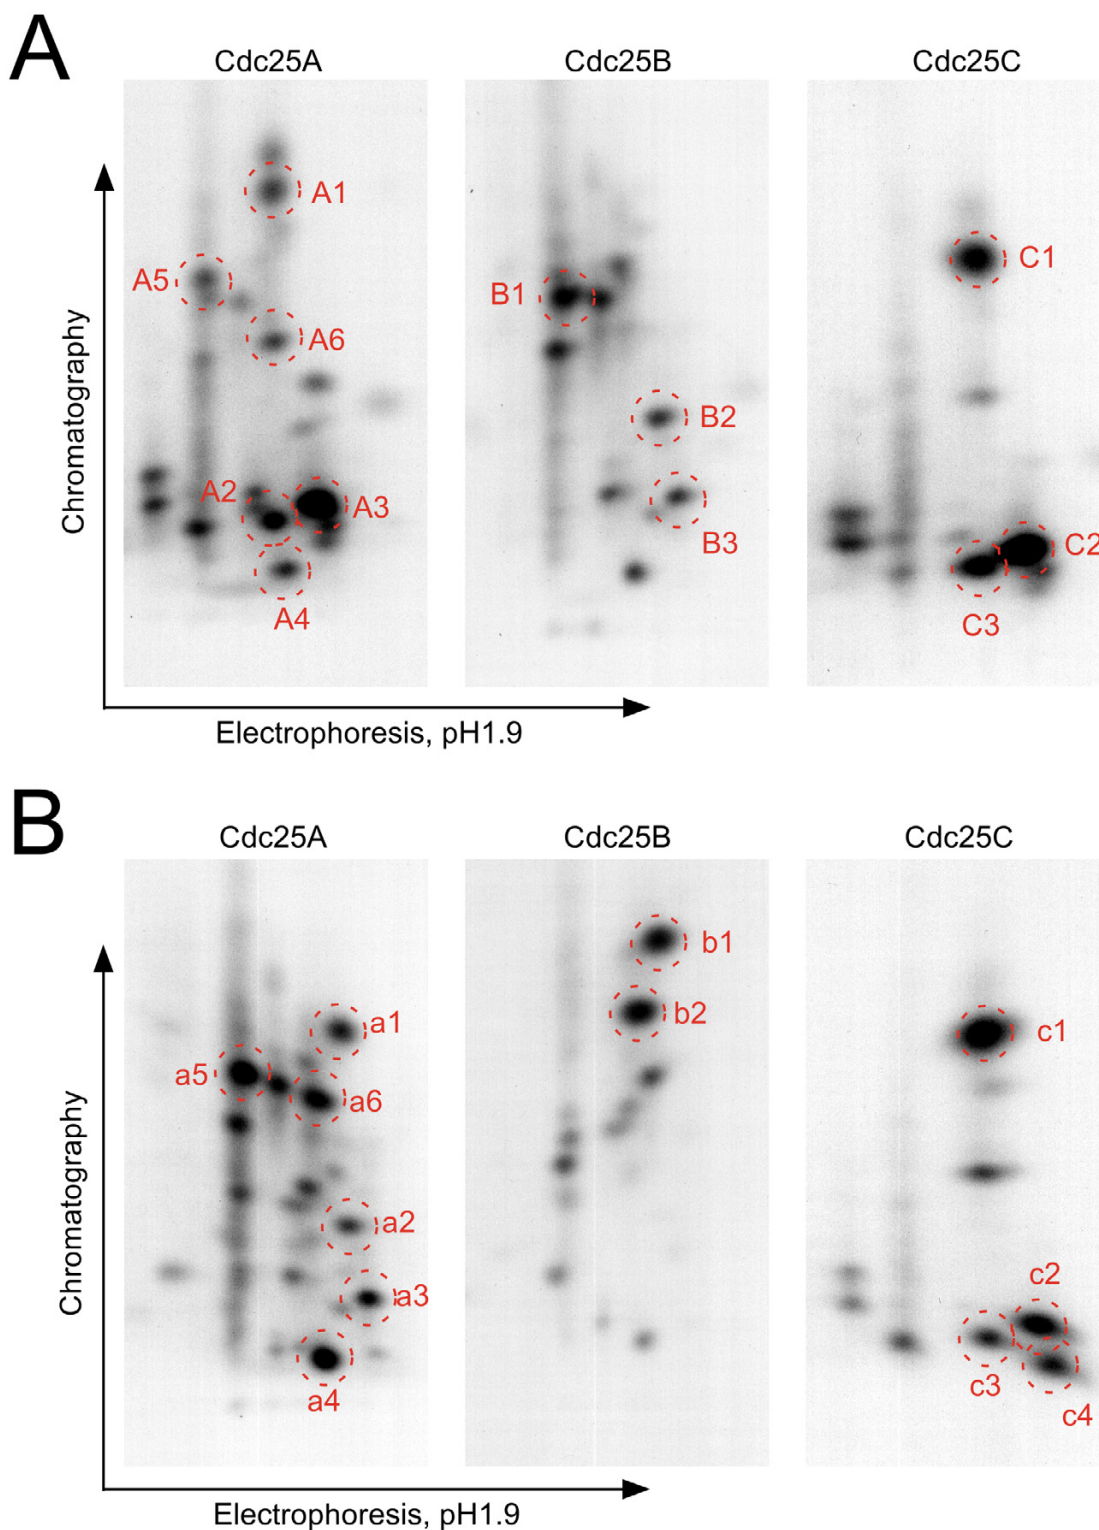 A
Cdc25A
Cdc25B
Cdc25C
A1
A5
A6
A2
A3
A4
B1
B2
B3
C1
C2
C3
Chromatography
Electrophoresis, pH1.9
B
Cdc25A
Cdc25B
Cdc25C
a1
a5
a6
a2
a3
a4
b1
b2
c1
c2
c3
c4
Chromatography
Electrophoresis, pH1.9